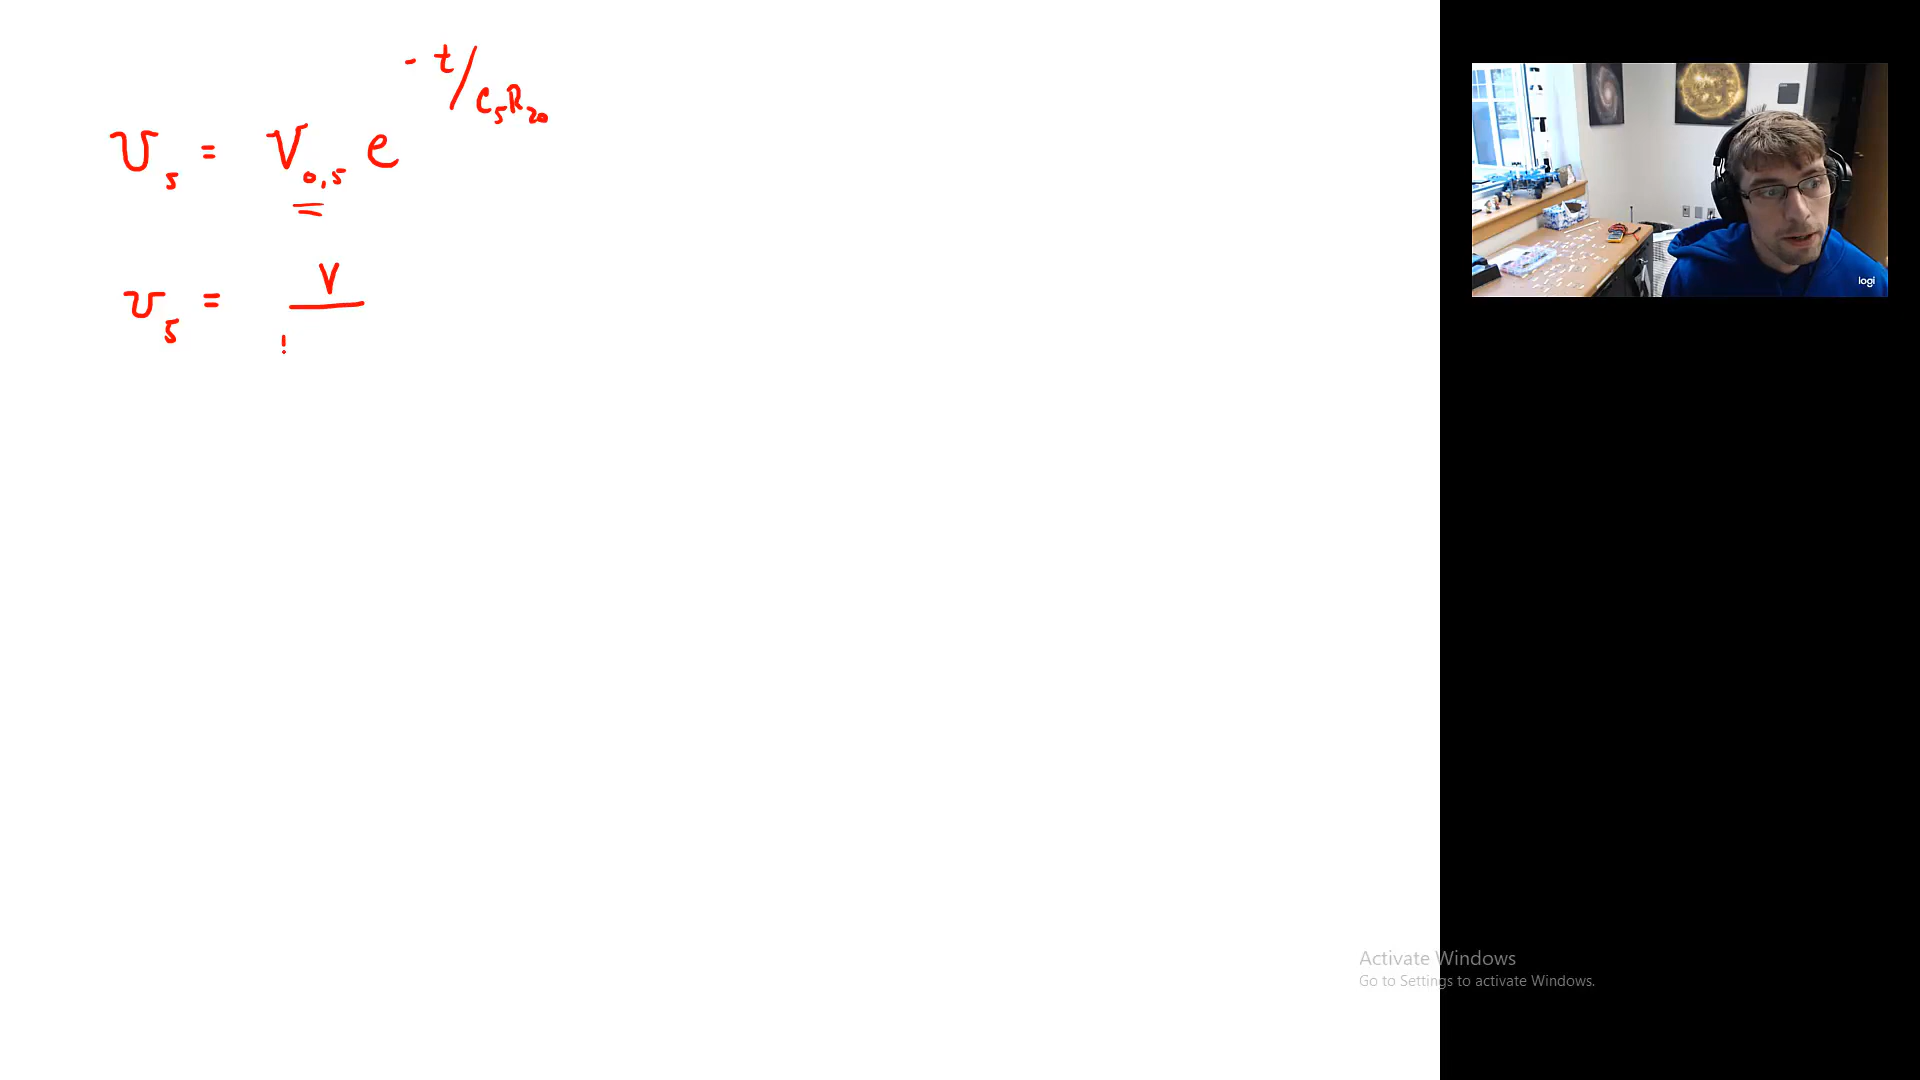 v₅ = V₀,₅ e^(-t/C₅R₂₀)
v₅ = V
logi
Activate Windows
Go to Settings to activate Windows.